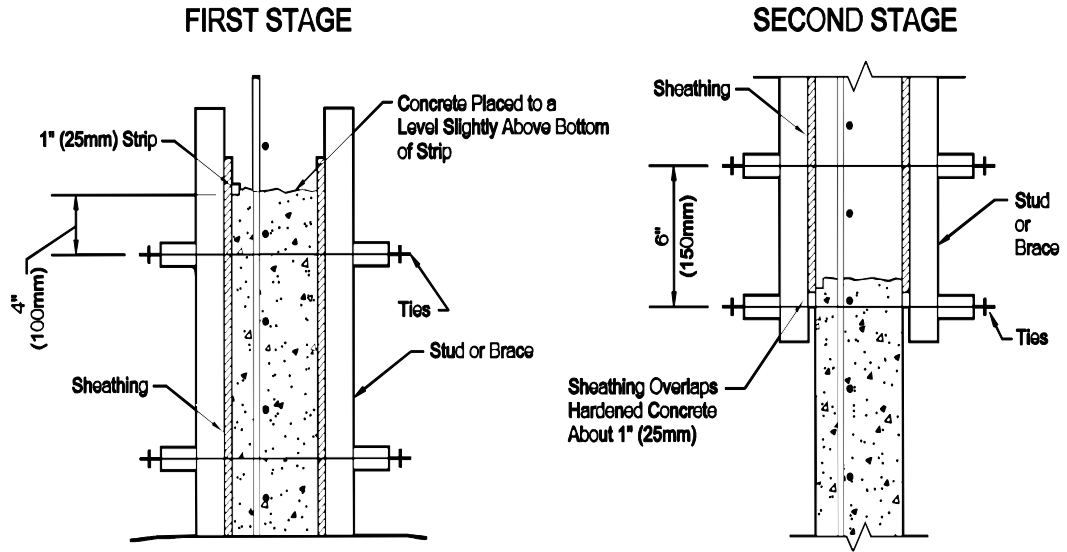 FIRST STAGE
1" (25mm) Strip
Concrete Placed to a
Level Slightly Above Bottom
of Strip
4"
(100mm)
Ties
Stud or Brace
Sheathing
SECOND STAGE
Sheathing
6"
(150mm)
Stud
or
Brace
Ties
Sheathing Overlaps
Hardened Concrete
About 1" (25mm)